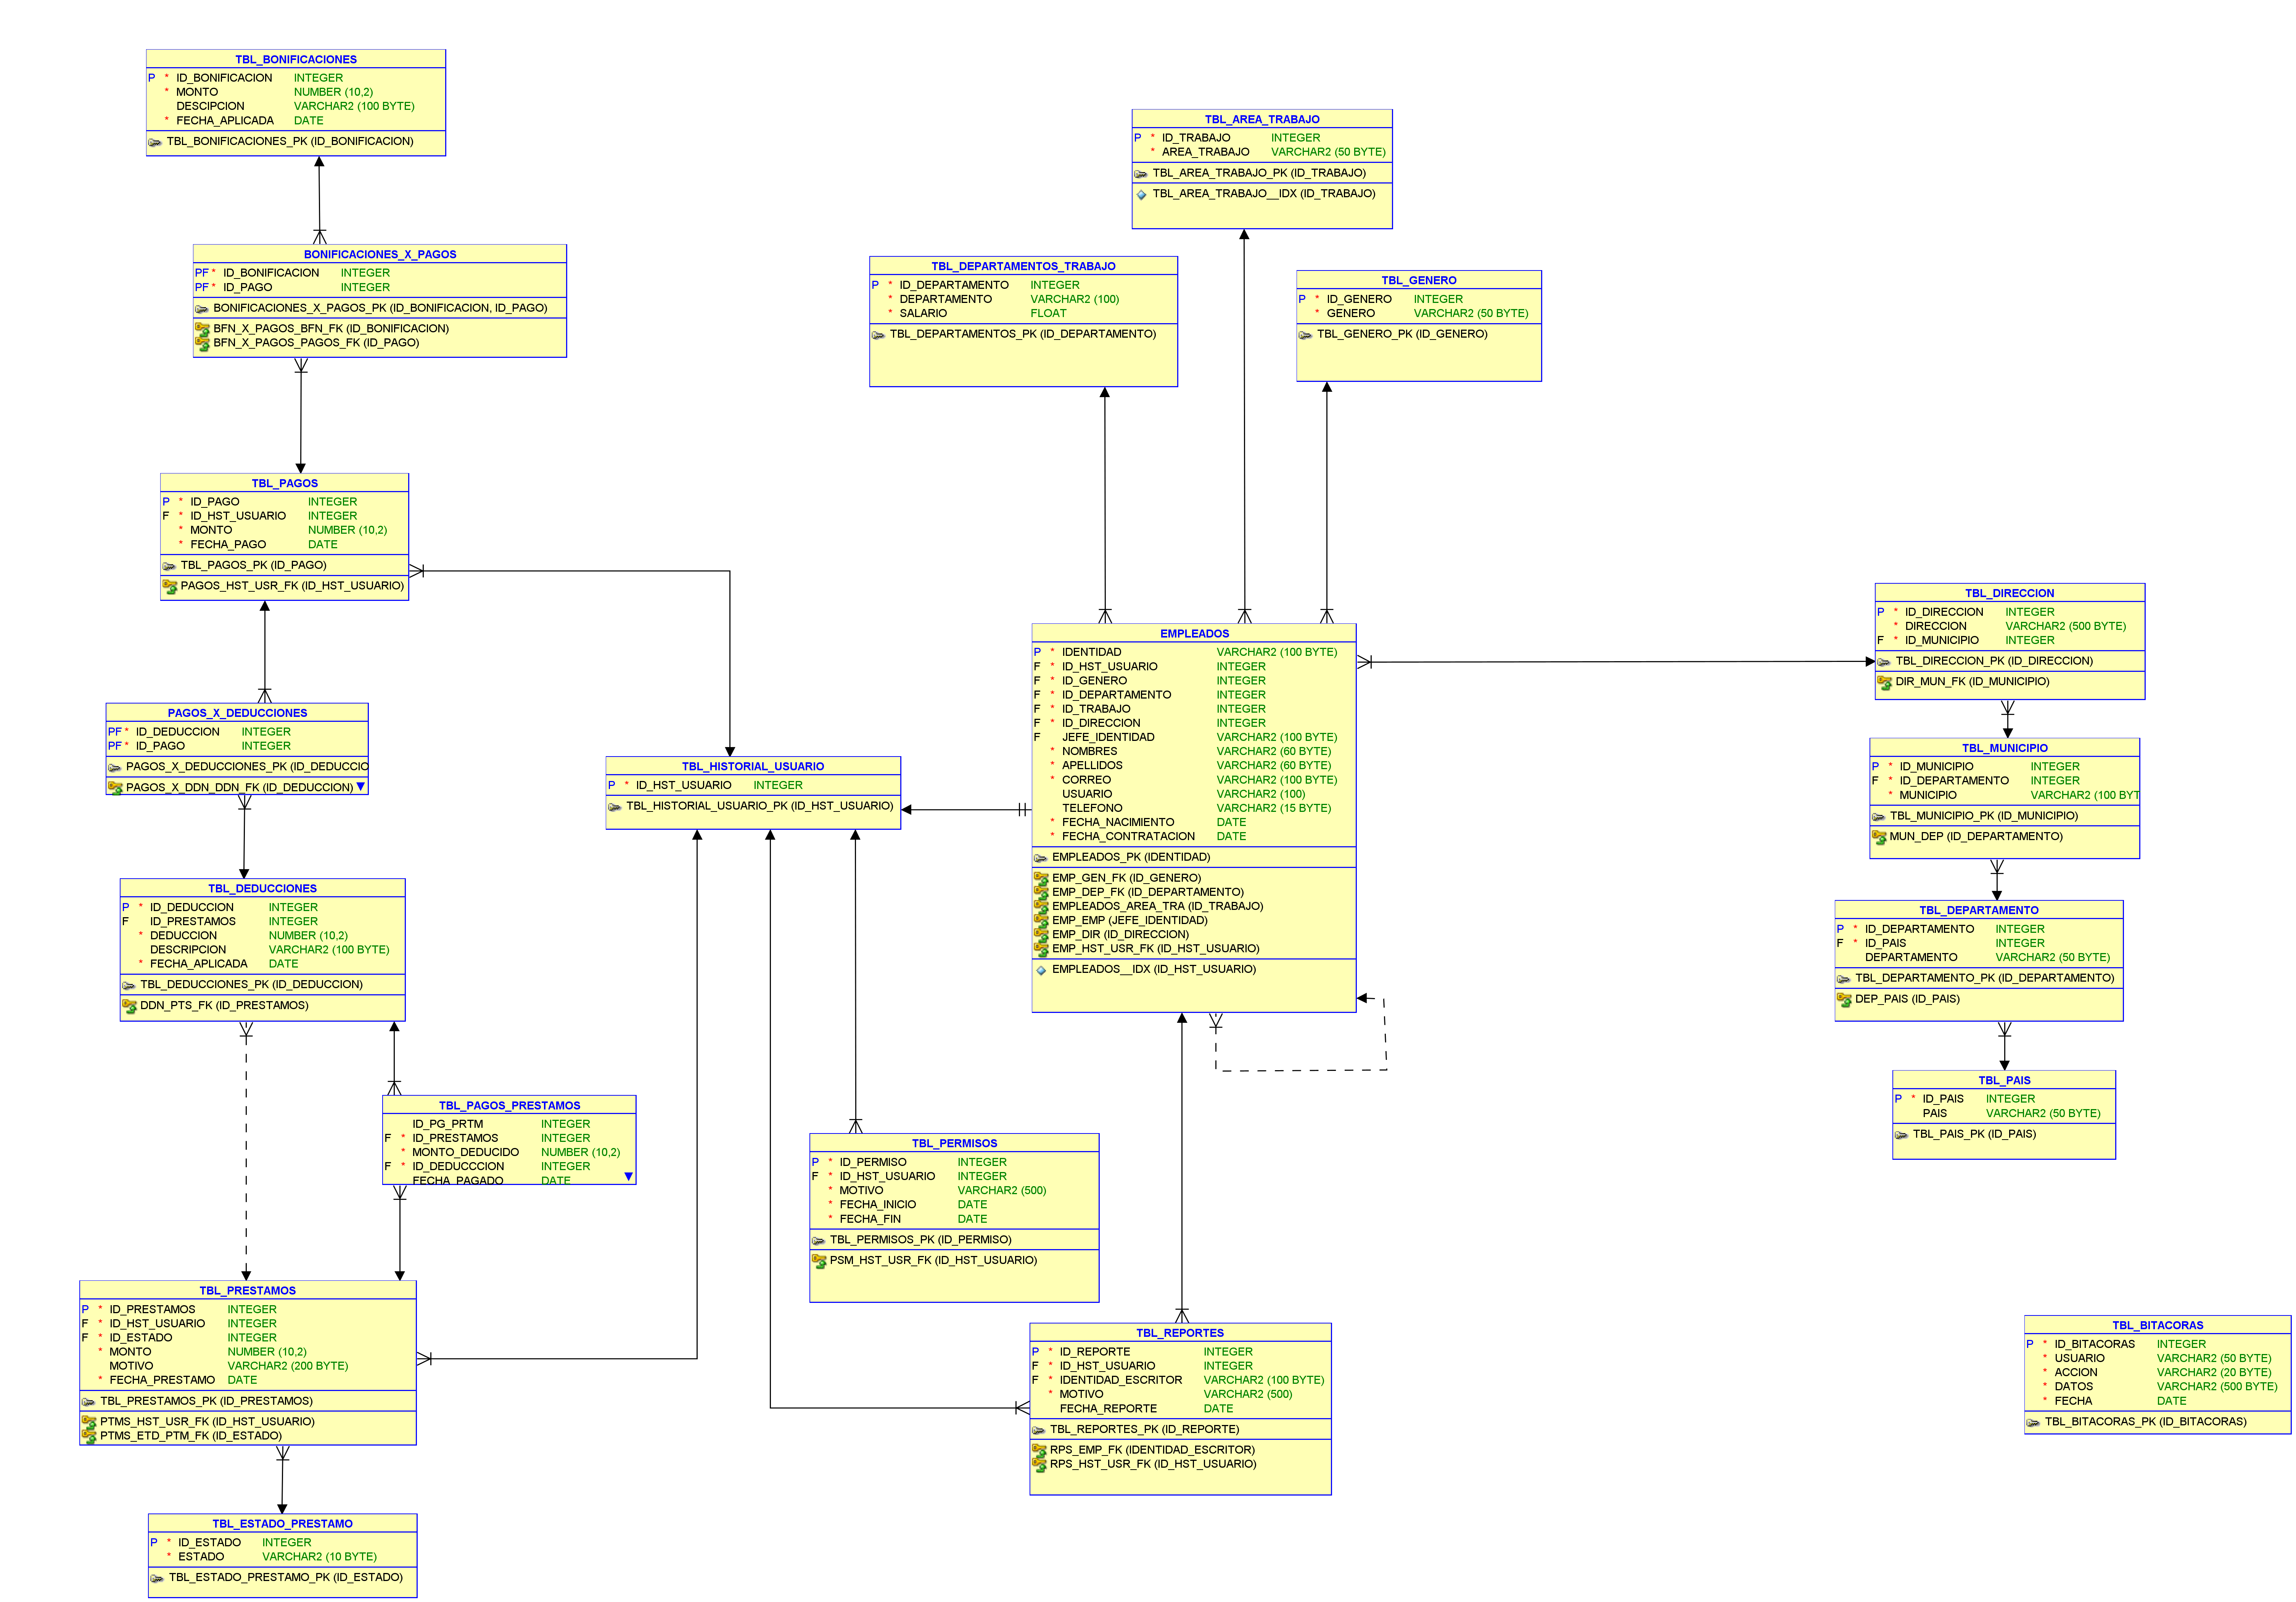 TBL_BONIFICACIONES
P * ID_BONIFICACION INTEGER
* MONTO NUMBER (10,2)
DESCIPCION VARCHAR2 (100 BYTE)
* FECHA_APLICADA DATE
TBL_BONIFICACIONES_PK (ID_BONIFICACION)
BONIFICACIONES_X_PAGOS
PF * ID_BONIFICACION INTEGER
PF * ID_PAGO INTEGER
BONIFICACIONES_X_PAGOS_PK (ID_BONIFICACION, ID_PAGO)
BFN_X_PAGOS_BFN_FK (ID_BONIFICACION)
BFN_X_PAGOS_PAGOS_FK (ID_PAGO)
TBL_PAGOS
P * ID_PAGO INTEGER
F * ID_HST_USUARIO INTEGER
* MONTO NUMBER (10,2)
* FECHA_PAGO DATE
TBL_PAGOS_PK (ID_PAGO)
PAGOS_HST_USR_FK (ID_HST_USUARIO)
PAGOS_X_DEDUCCIONES
PF * ID_DEDUCCION INTEGER
PF * ID_PAGO INTEGER
PAGOS_X_DEDUCCIONES_PK (ID_DEDUCCIO
PAGOS_X_DDN_DDN_FK (ID_DEDUCCION)
TBL_DEDUCCIONES
P * ID_DEDUCCION INTEGER
F ID_PRESTAMOS INTEGER
* DEDUCCION NUMBER (10,2)
DESCRIPCION VARCHAR2 (100 BYTE)
* FECHA_APLICADA DATE
TBL_DEDUCCIONES_PK (ID_DEDUCCION)
DDN_PTS_FK (ID_PRESTAMOS)
TBL_PAGOS_PRESTAMOS
ID_PG_PRTM INTEGER
F * ID_PRESTAMOS INTEGER
* MONTO_DEDUCIDO NUMBER (10,2)
F * ID_DEDUCCCION INTEGER
FECHA_PAGADO DATE
TBL_PRESTAMOS
P * ID_PRESTAMOS INTEGER
F * ID_HST_USUARIO INTEGER
F * ID_ESTADO INTEGER
* MONTO NUMBER (10,2)
MOTIVO VARCHAR2 (200 BYTE)
* FECHA_PRESTAMO DATE
TBL_PRESTAMOS_PK (ID_PRESTAMOS)
PTMS_HST_USR_FK (ID_HST_USUARIO)
PTMS_ETD_PTM_FK (ID_ESTADO)
TBL_ESTADO_PRESTAMO
P * ID_ESTADO INTEGER
* ESTADO VARCHAR2 (10 BYTE)
TBL_ESTADO_PRESTAMO_PK (ID_ESTADO)
TBL_HISTORIAL_USUARIO
P * ID_HST_USUARIO INTEGER
TBL_HISTORIAL_USUARIO_PK (ID_HST_USUARIO)
TBL_AREA_TRABAJO
P * ID_TRABAJO INTEGER
* AREA_TRABAJO VARCHAR2 (50 BYTE)
TBL_AREA_TRABAJO_PK (ID_TRABAJO)
TBL_AREA_TRABAJO__IDX (ID_TRABAJO)
TBL_DEPARTAMENTOS_TRABAJO
P * ID_DEPARTAMENTO INTEGER
* DEPARTAMENTO VARCHAR2 (100)
* SALARIO FLOAT
TBL_DEPARTAMENTOS_PK (ID_DEPARTAMENTO)
TBL_GENERO
P * ID_GENERO INTEGER
* GENERO VARCHAR2 (50 BYTE)
TBL_GENERO_PK (ID_GENERO)
EMPLEADOS
P * IDENTIDAD VARCHAR2 (100 BYTE)
F * ID_HST_USUARIO INTEGER
F * ID_GENERO INTEGER
F * ID_DEPARTAMENTO INTEGER
F * ID_TRABAJO INTEGER
F * ID_DIRECCION INTEGER
F JEFE_IDENTIDAD VARCHAR2 (100 BYTE)
* NOMBRES VARCHAR2 (60 BYTE)
* APELLIDOS VARCHAR2 (60 BYTE)
* CORREO VARCHAR2 (100 BYTE)
USUARIO VARCHAR2 (100)
TELEFONO VARCHAR2 (15 BYTE)
* FECHA_NACIMIENTO DATE
* FECHA_CONTRATACION DATE
EMPLEADOS_PK (IDENTIDAD)
EMP_GEN_FK (ID_GENERO)
EMP_DEP_FK (ID_DEPARTAMENTO)
EMPLEADOS_AREA_TRA (ID_TRABAJO)
EMP_EMP (JEFE_IDENTIDAD)
EMP_DIR (ID_DIRECCION)
EMP_HST_USR_FK (ID_HST_USUARIO)
EMPLEADOS__IDX (ID_HST_USUARIO)
TBL_PERMISOS
P * ID_PERMISO INTEGER
F * ID_HST_USUARIO INTEGER
* MOTIVO VARCHAR2 (500)
* FECHA_INICIO DATE
* FECHA_FIN DATE
TBL_PERMISOS_PK (ID_PERMISO)
PSM_HST_USR_FK (ID_HST_USUARIO)
TBL_REPORTES
P * ID_REPORTE INTEGER
F * ID_HST_USUARIO INTEGER
F * IDENTIDAD_ESCRITOR VARCHAR2 (100 BYTE)
* MOTIVO VARCHAR2 (500)
FECHA_REPORTE DATE
TBL_REPORTES_PK (ID_REPORTE)
RPS_EMP_FK (IDENTIDAD_ESCRITOR)
RPS_HST_USR_FK (ID_HST_USUARIO)
TBL_DIRECCION
P * ID_DIRECCION INTEGER
* DIRECCION VARCHAR2 (500 BYTE)
F * ID_MUNICIPIO INTEGER
TBL_DIRECCION_PK (ID_DIRECCION)
DIR_MUN_FK (ID_MUNICIPIO)
TBL_MUNICIPIO
P * ID_MUNICIPIO INTEGER
F * ID_DEPARTAMENTO INTEGER
* MUNICIPIO VARCHAR2 (100 BYT
TBL_MUNICIPIO_PK (ID_MUNICIPIO)
MUN_DEP (ID_DEPARTAMENTO)
TBL_DEPARTAMENTO
P * ID_DEPARTAMENTO INTEGER
F * ID_PAIS INTEGER
DEPARTAMENTO VARCHAR2 (50 BYTE)
TBL_DEPARTAMENTO_PK (ID_DEPARTAMENTO)
DEP_PAIS (ID_PAIS)
TBL_PAIS
P * ID_PAIS INTEGER
PAIS VARCHAR2 (50 BYTE)
TBL_PAIS_PK (ID_PAIS)
TBL_BITACORAS
P * ID_BITACORAS INTEGER
* USUARIO VARCHAR2 (50 BYTE)
* ACCION VARCHAR2 (20 BYTE)
* DATOS VARCHAR2 (500 BYTE)
* FECHA DATE
TBL_BITACORAS_PK (ID_BITACORAS)